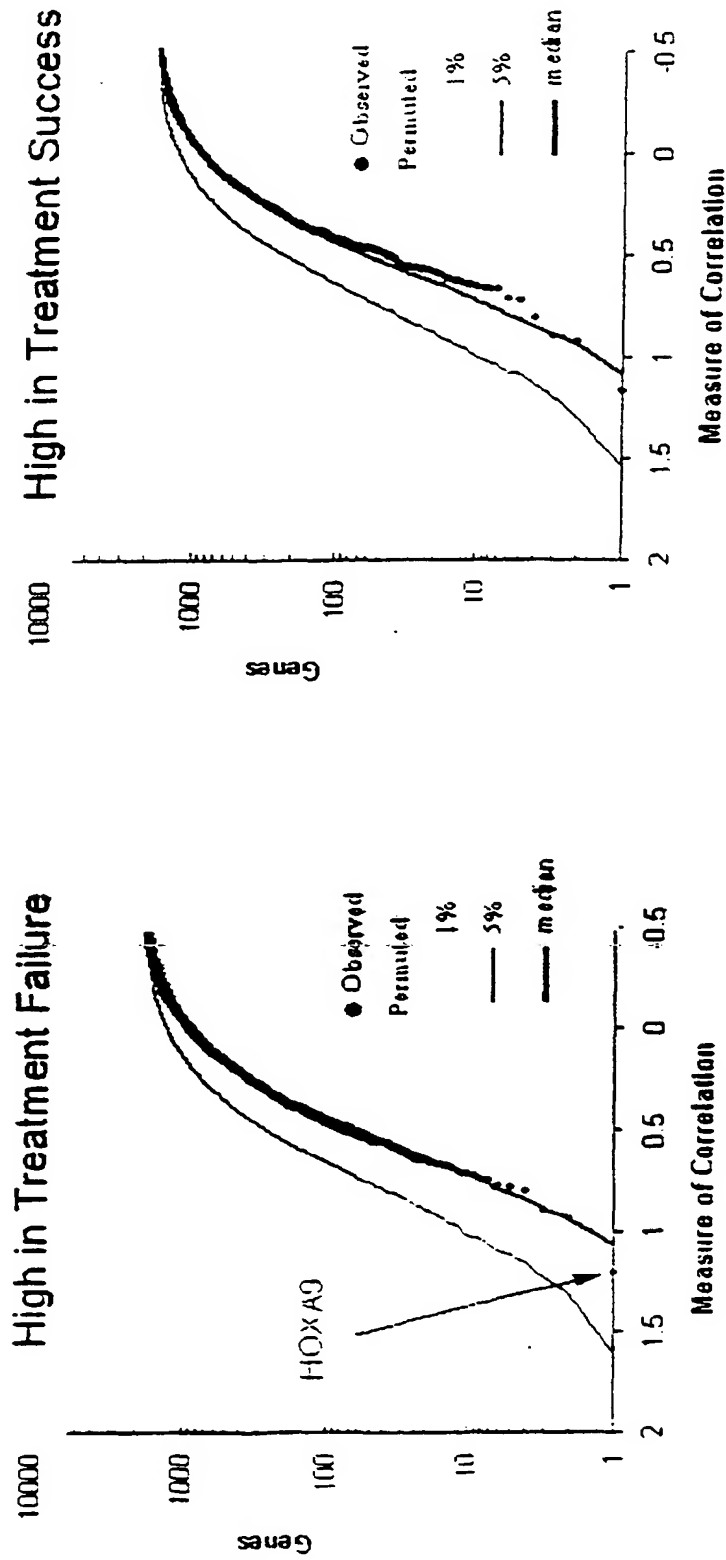 High in Treatment Failure
10000
1000
100
10
1
Genes
HOXA9
Observed
Permuted
1%
5%
median
2
1.5
1
0.5
0
-0.5
Measure of Correlation
High in Treatment Success
10000
1000
100
10
1
Genes
Observed
Permuted
1%
5%
median
2
1.5
1
0.5
0
-0.5
Measure of Correlation